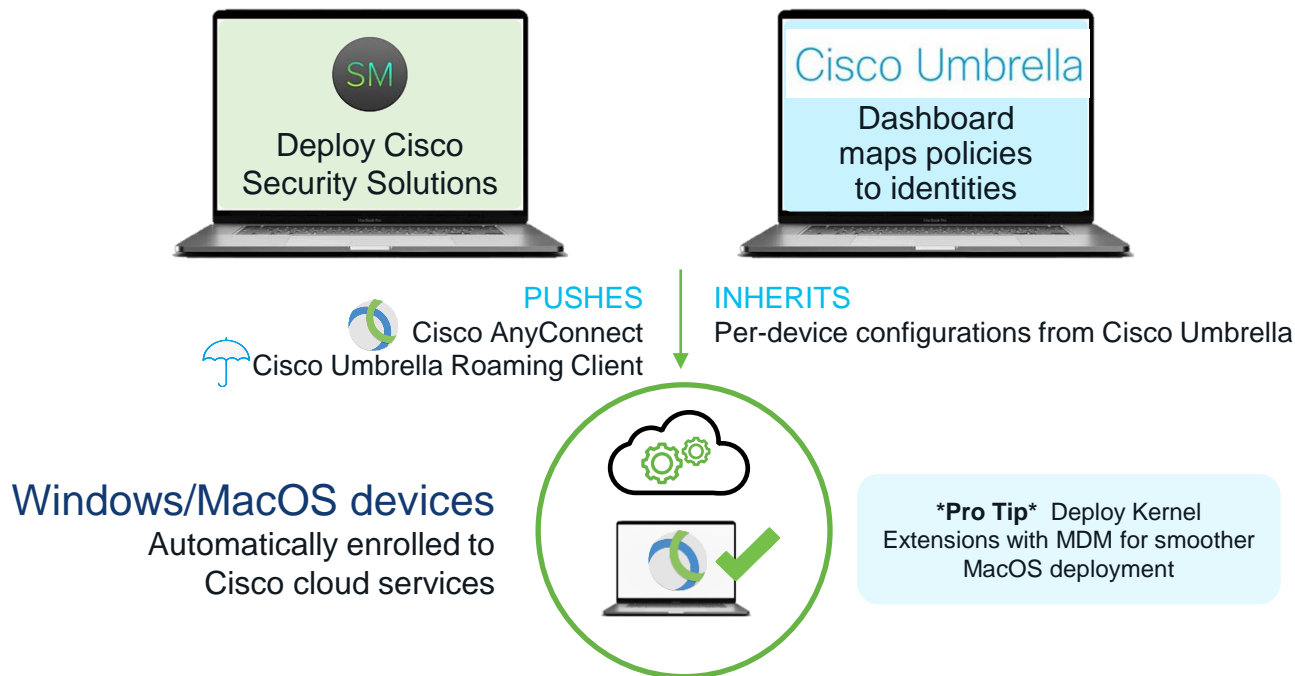 SM
Deploy Cisco
Security Solutions
Cisco Umbrella
Dashboard
maps policies
to identities
PUSHES
Cisco AnyConnect
Cisco Umbrella Roaming Client
INHERITS
Per-device configurations from Cisco Umbrella
Windows/MacOS devices
Automatically enrolled to
Cisco cloud services
*Pro Tip* Deploy Kernel
Extensions with MDM for smoother
MacOS deployment